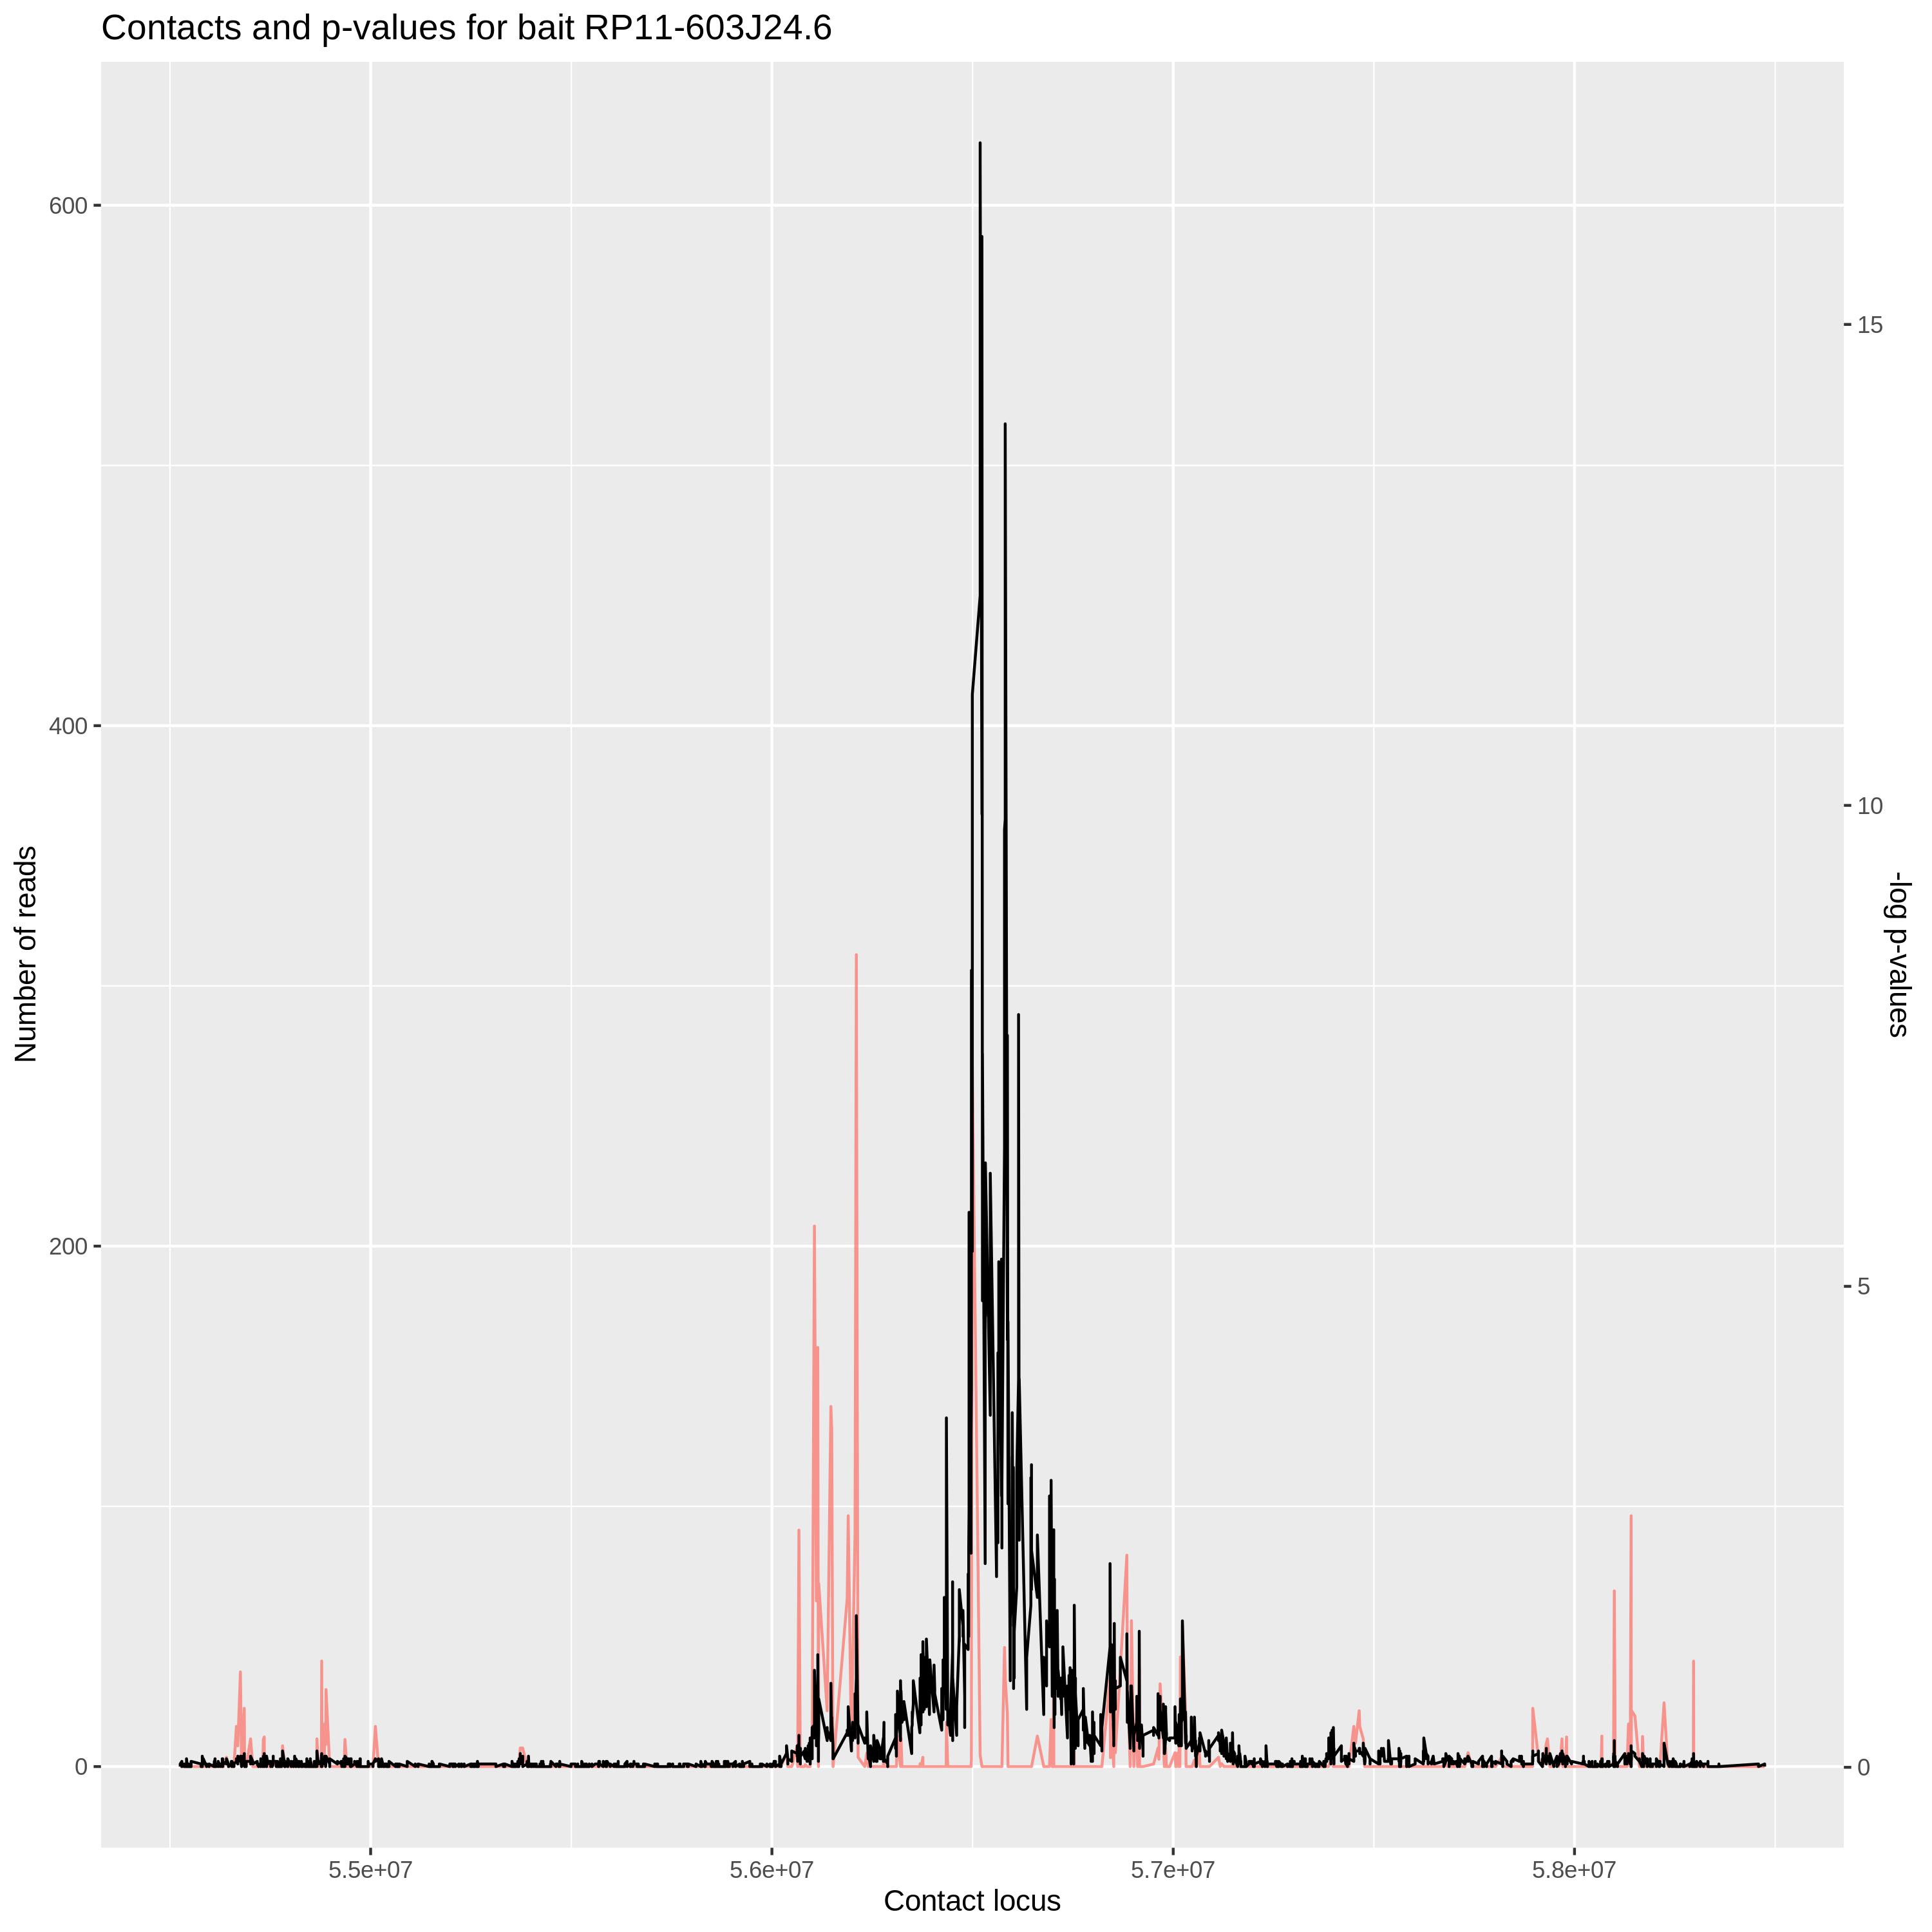 Contacts and p-values for bait RP11-603J24.6
600
400
200
0
15
10
5
0
Number of reads
-log p-values
5.5e+07
5.6e+07
5.7e+07
5.8e+07
Contact locus